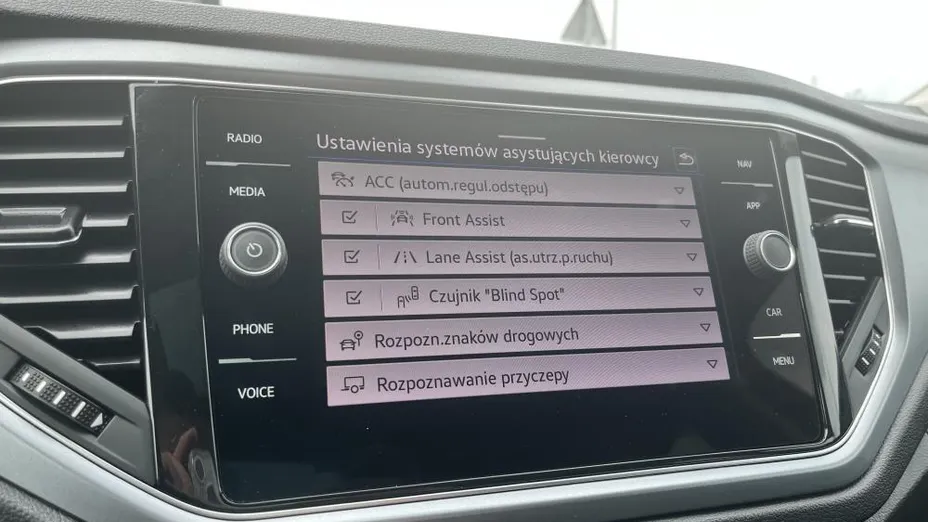 RADIO
MEDIA
PHONE
VOICE
Ustawienia systemów asystujących kierowcy
ACC (autom.regul.odstępu)
Front Assist
Lane Assist (as.utrz.p.ruchu)
Czujnik "Blind Spot"
Rozpozn.znaków drogowych
Rozpoznawanie przyczepy
NAV
APP
CAR
MENU